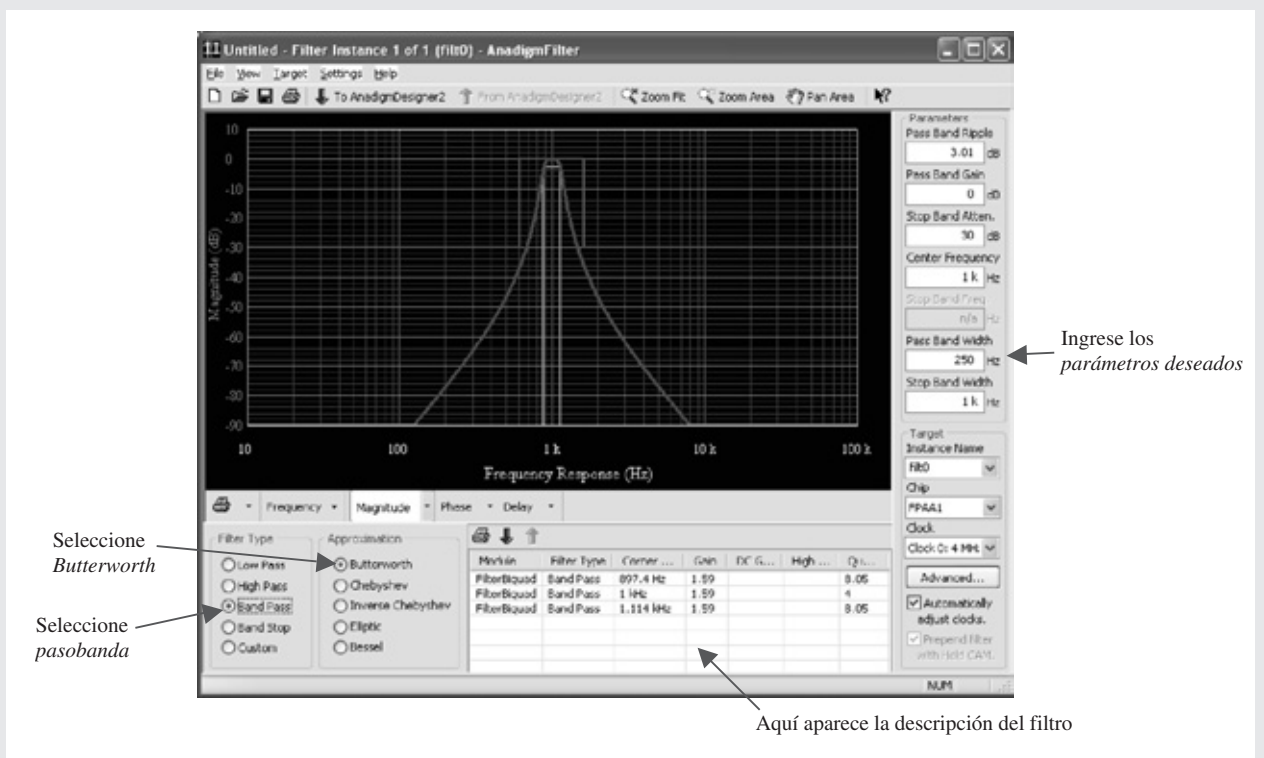 Untitled - Filter Instance 1 of 1 (filt0) - AnadigmFilter
File View Target Settings Help
To AnadigmDesigner2 From AnadigmDesigner2 Zoom Fit Zoom Area Pan Area
10
0
-10
-20
-30
-40
-50
-60
-70
-80
-90
Magnitude (dB)
10 100 1 k 10 k 100 k
Frequency Response (Hz)
Parameters
Pass Band Ripple
3.01 dB
Pass Band Gain
0 dB
Stop Band Atten.
30 dB
Center Frequency
1 k Hz
Stop Band Freq
n/a Hz
Pass Band Width
250 Hz
Stop Band Width
1 k Hz
Ingrese los
parámetros deseados
Target
Instance Name
filt0
Chip
FPAA1
Clock
Clock 0: 4 MHz
Advanced...
Automatically
adjust clocks.
Prepend filter
with Hold CAM.
Frequency Magnitude Phase Delay
Seleccione
Butterworth
Seleccione
pasobanda
Filter Type
Low Pass
High Pass
Band Pass
Band Stop
Custom
Approximation
Butterworth
Chebyshev
Inverse Chebyshev
Elliptic
Bessel
Module Filter Type Corner ... Gain DC G... High ... Qu...
FilterBiquad Band Pass 897.4 Hz 1.59 8.05
FilterBiquad Band Pass 1 kHz 1.59 4
FilterBiquad Band Pass 1.114 kHz 1.59 8.05
NUM
Aquí aparece la descripción del filtro